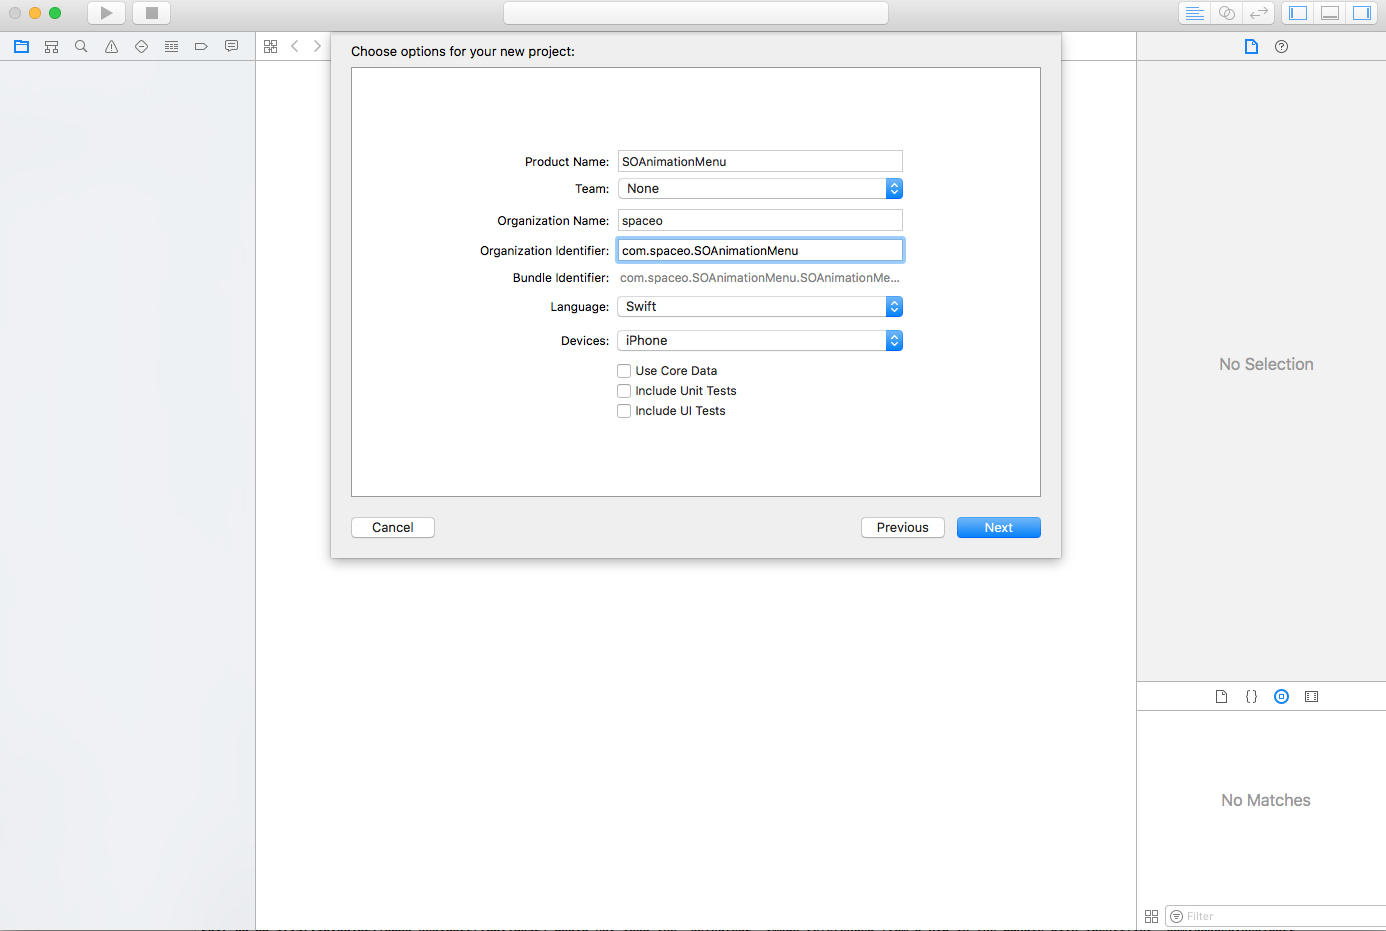 Choose options for your new project:
Product Name: SOAnimationMenu
Team: None
Organization Name: spaceo
Organization Identifier: com.spaceo.SOAnimationMenu
Bundle Identifier: com.spaceo.SOAnimationMenu.SOAnimationMe...
Language: Swift
Devices: iPhone
Use Core Data
Include Unit Tests
Include UI Tests
Cancel Previous Next
No Selection
{ }
No Matches
Filter